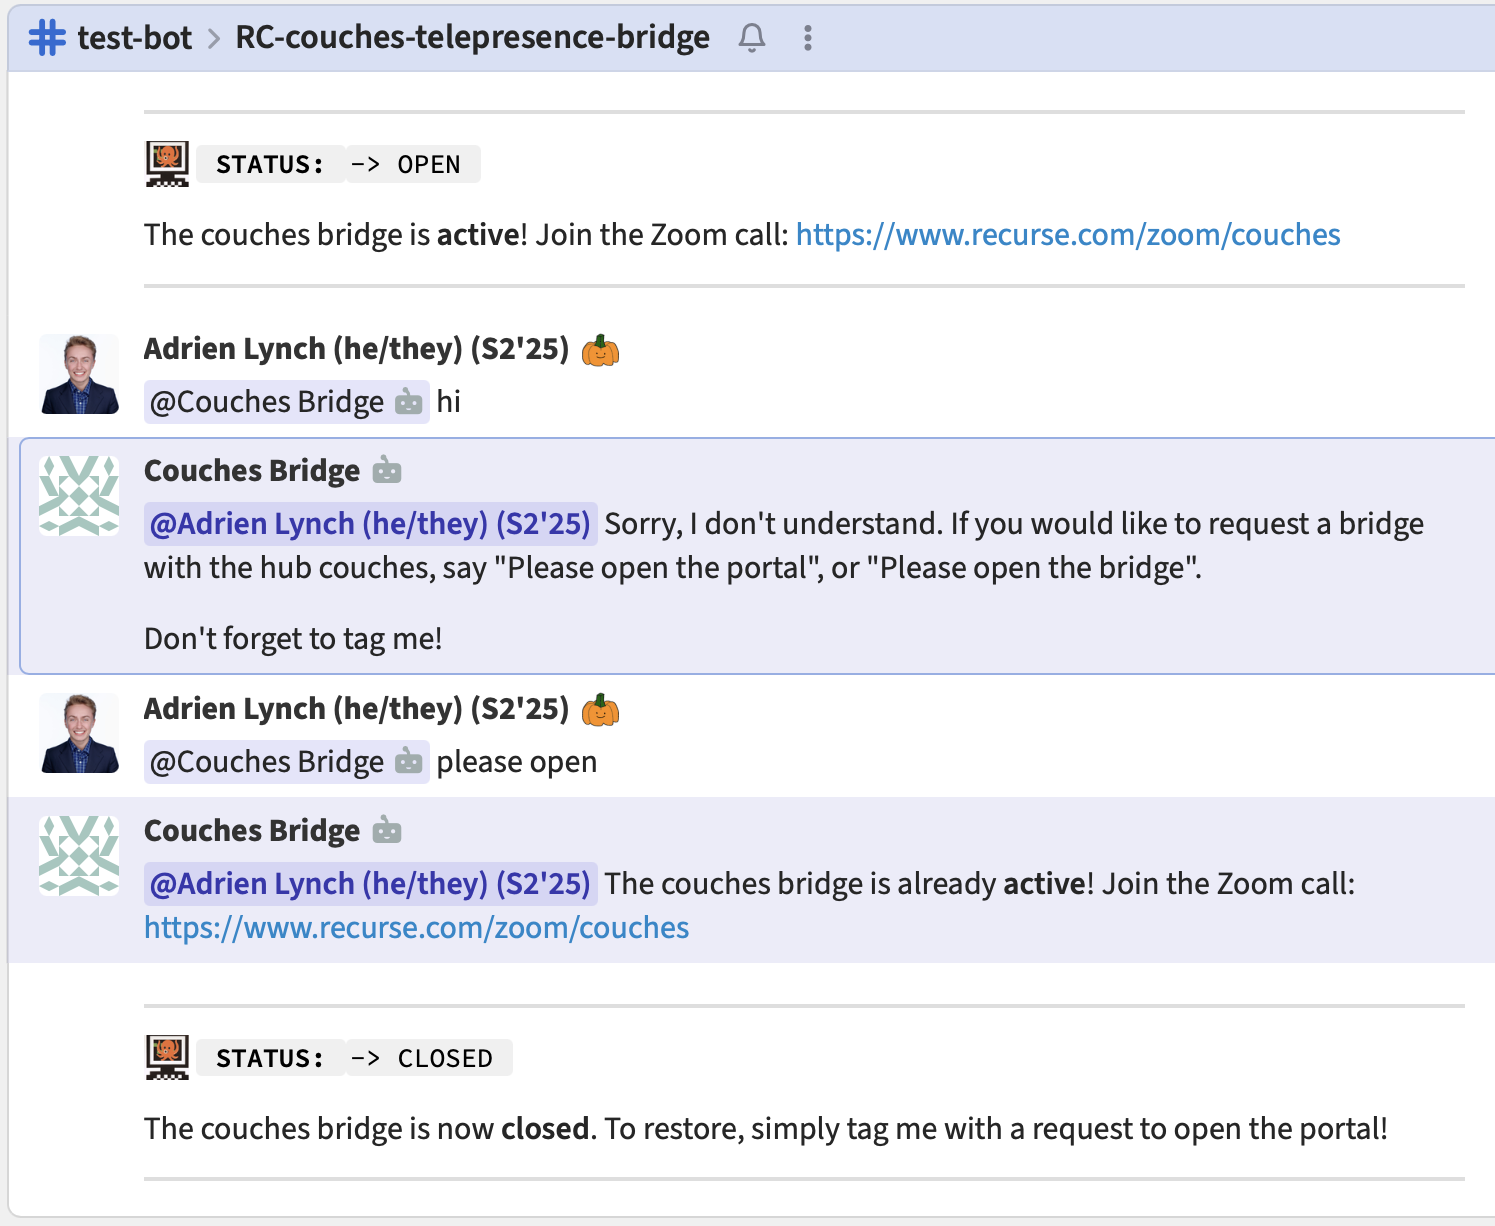 # test-bot > RC-couches-telepresence-bridge
STATUS: -> OPEN
The couches bridge is active! Join the Zoom call: https://www.recurse.com/zoom/couches
Adrien Lynch (he/they) (S2'25)
@Couches Bridge hi
Couches Bridge
@Adrien Lynch (he/they) (S2'25) Sorry, I don't understand. If you would like to request a bridge
with the hub couches, say "Please open the portal", or "Please open the bridge".
Don't forget to tag me!
Adrien Lynch (he/they) (S2'25)
@Couches Bridge please open
Couches Bridge
@Adrien Lynch (he/they) (S2'25) The couches bridge is already active! Join the Zoom call:
https://www.recurse.com/zoom/couches
STATUS: -> CLOSED
The couches bridge is now closed. To restore, simply tag me with a request to open the portal!